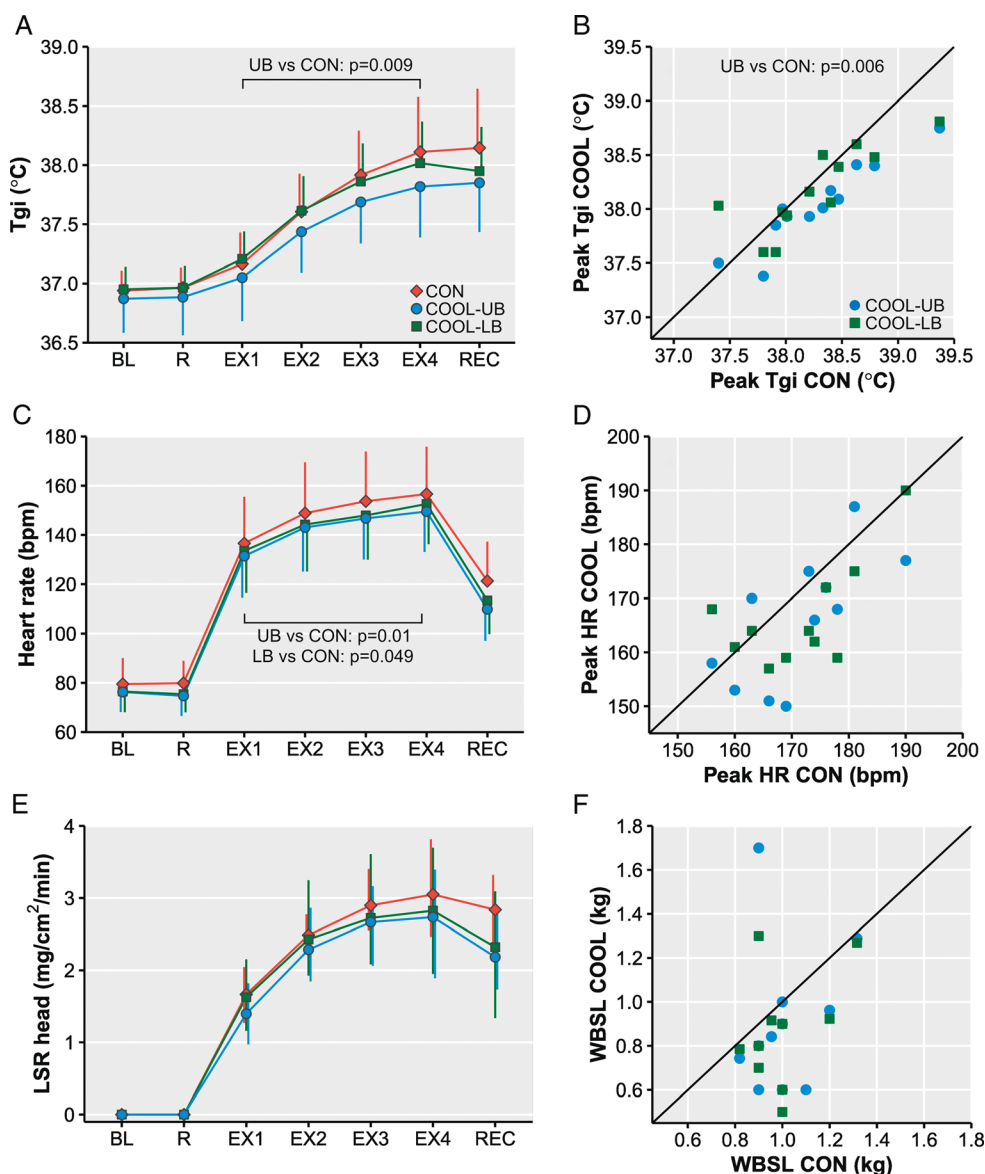 A
Tgi (°C)
39.0
38.5
38.0
37.5
37.0
36.5
UB vs CON: p=0.009
CON
COOL-UB
COOL-LB
BL R EX1 EX2 EX3 EX4 REC
B
Peak Tgi COOL (°C)
39.5
39.0
38.5
38.0
37.5
37.0
UB vs CON: p=0.006
COOL-UB
COOL-LB
37.0 37.5 38.0 38.5 39.0 39.5
Peak Tgi CON (°C)
C
Heart rate (bpm)
180
160
140
120
100
80
60
UB vs CON: p=0.01
LB vs CON: p=0.049
BL R EX1 EX2 EX3 EX4 REC
D
Peak HR COOL (bpm)
200
190
180
170
160
150
150 160 170 180 190 200
Peak HR CON (bpm)
E
LSR head (mg/cm²/min)
4
3
2
1
0
BL R EX1 EX2 EX3 EX4 REC
F
WBSL COOL (kg)
1.8
1.6
1.4
1.2
1.0
0.8
0.6
0.6 0.8 1.0 1.2 1.4 1.6 1.8
WBSL CON (kg)